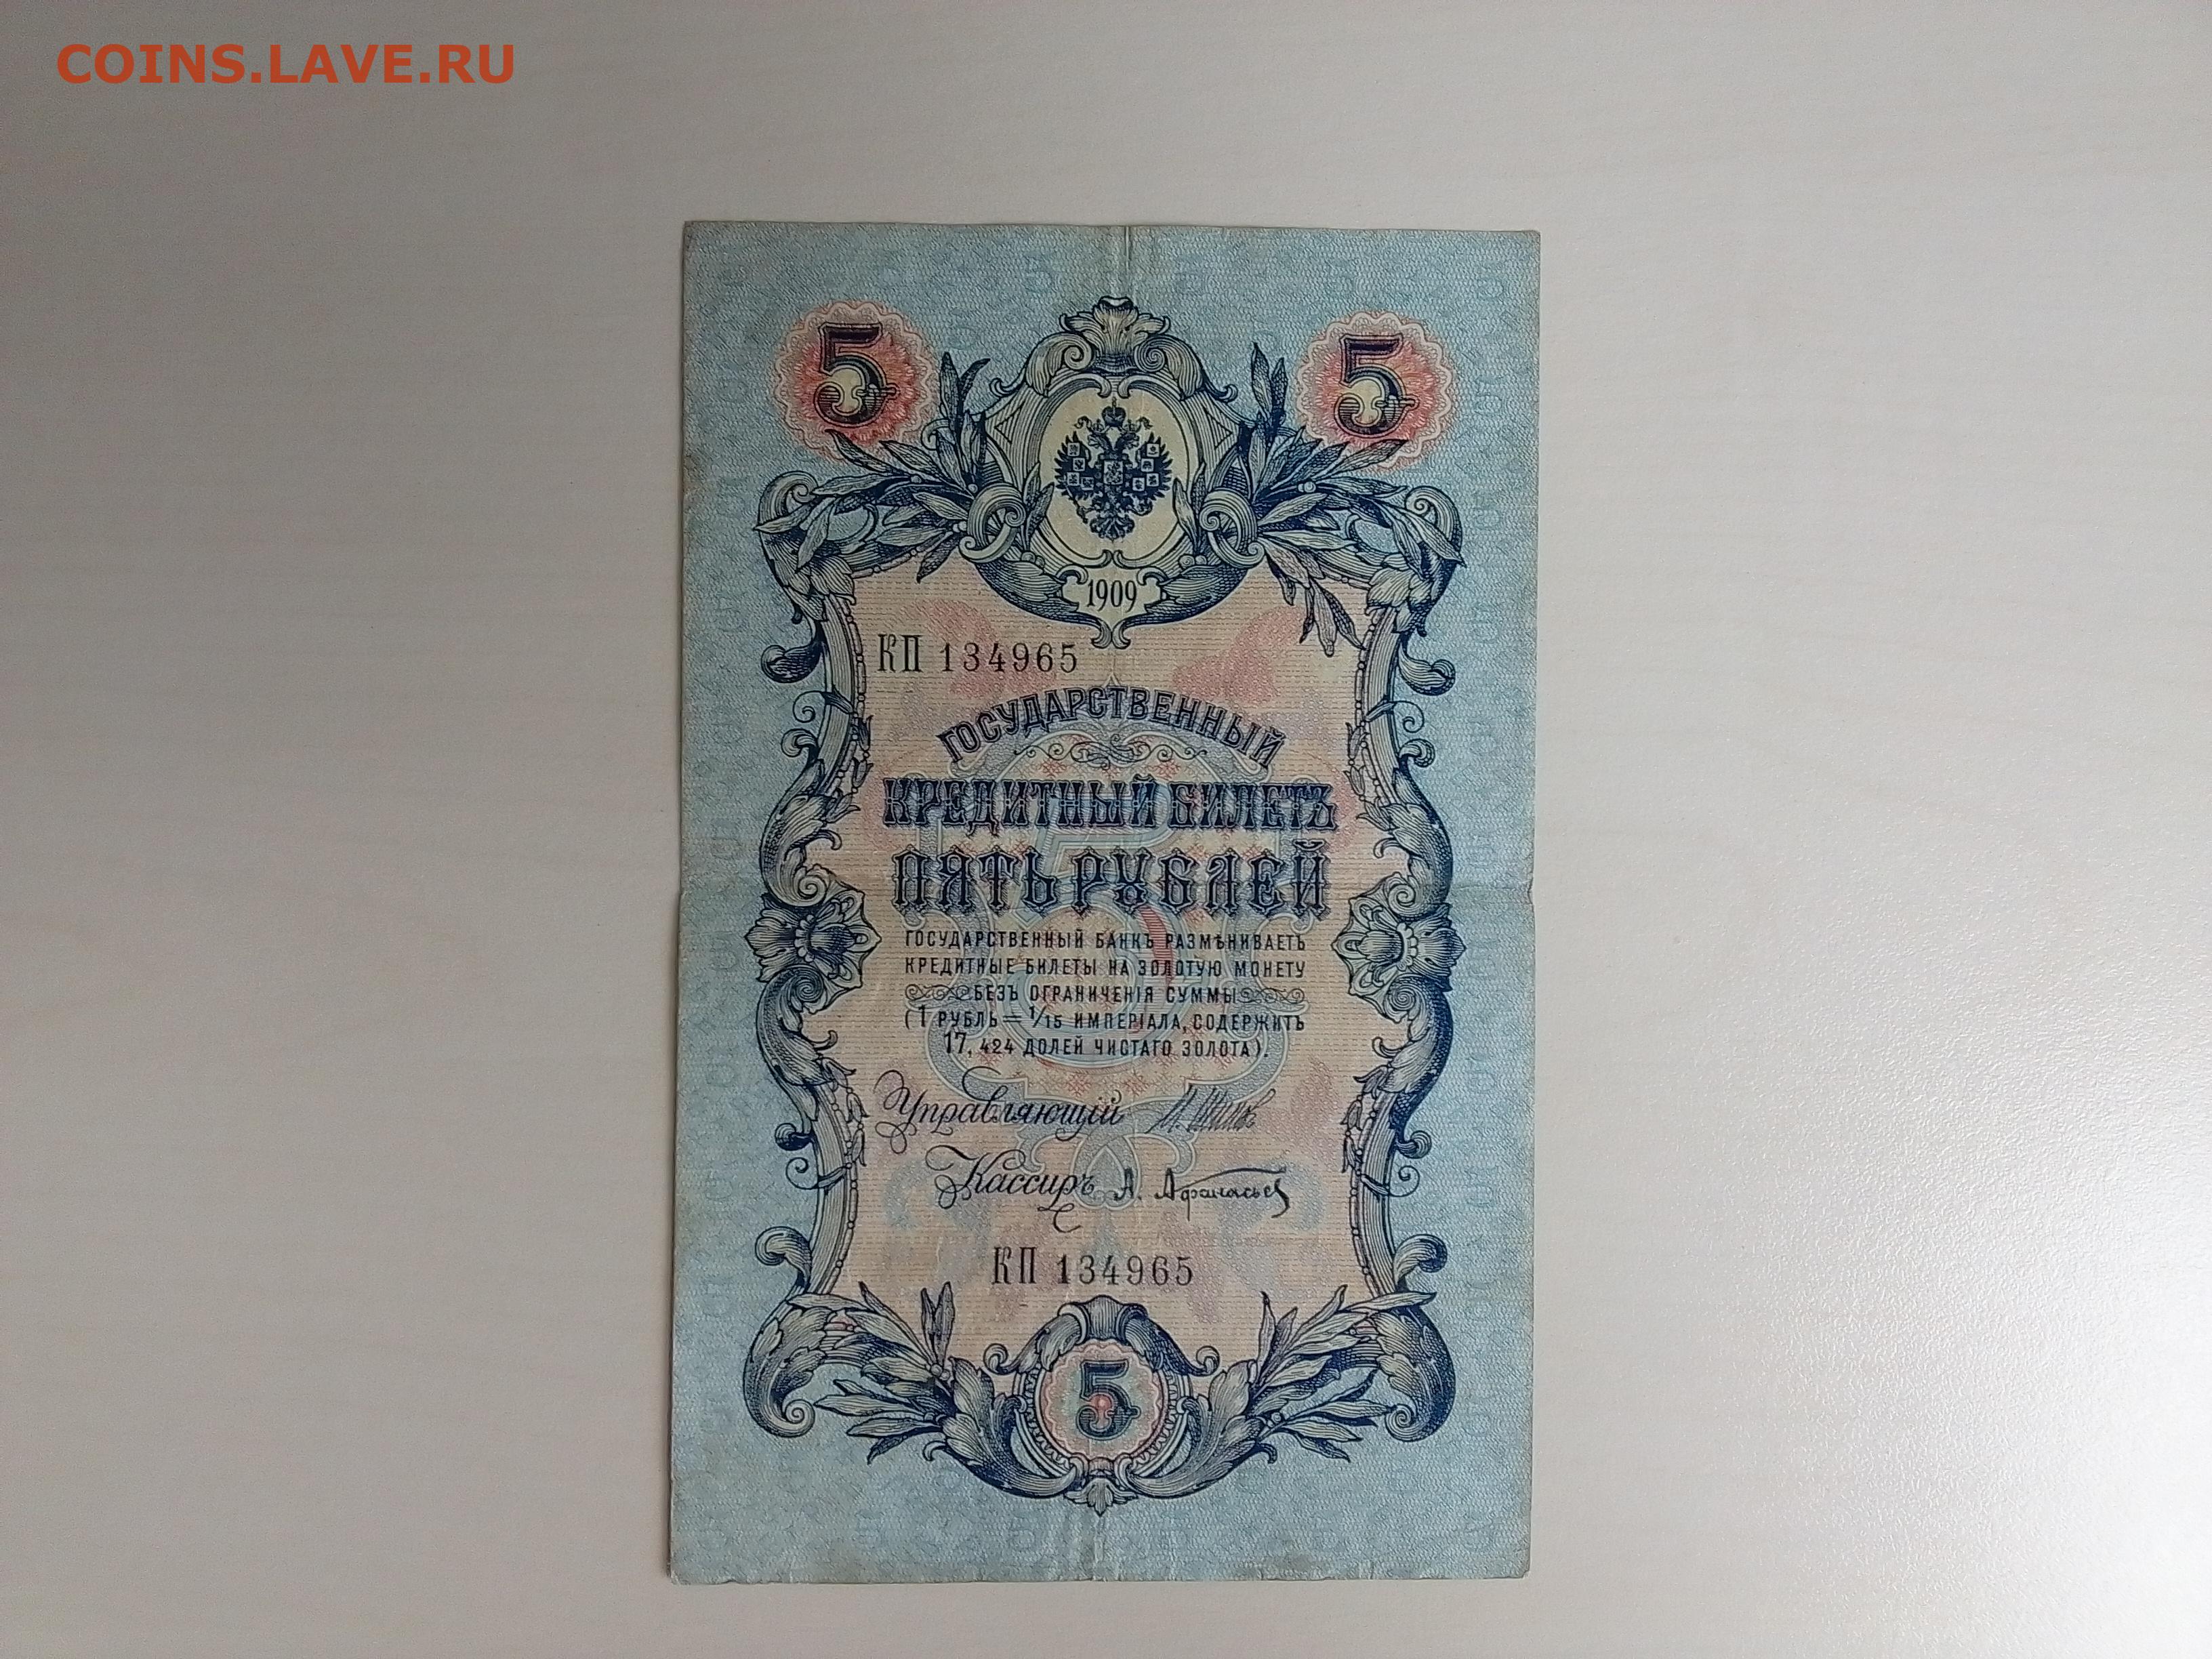 COINS.LAVE.RU
5 5
1909
КП 134965
ГОСУДАРСТВЕННЫЙ
КРЕДИТНЫЙ БИЛЕТЪ
ПЯТЬ РУБЛЕЙ
ГОСУДАРСТВЕННЫЙ БАНКЪ РАЗМѢНИВАЕТЪ
КРЕДИТНЫЕ БИЛЕТЫ НА ЗОЛОТУЮ МОНЕТУ
БЕЗЪ ОГРАНИЧЕНІЯ СУММЫ
(1 РУБЛЬ = 1/15 ИМПЕРІАЛА, СОДЕРЖИТЪ
17, 424 ДОЛЕЙ ЧИСТАГО ЗОЛОТА).
Управляющій И. Шипов
Кассиръ А. Афанасьев
КП 134965
5